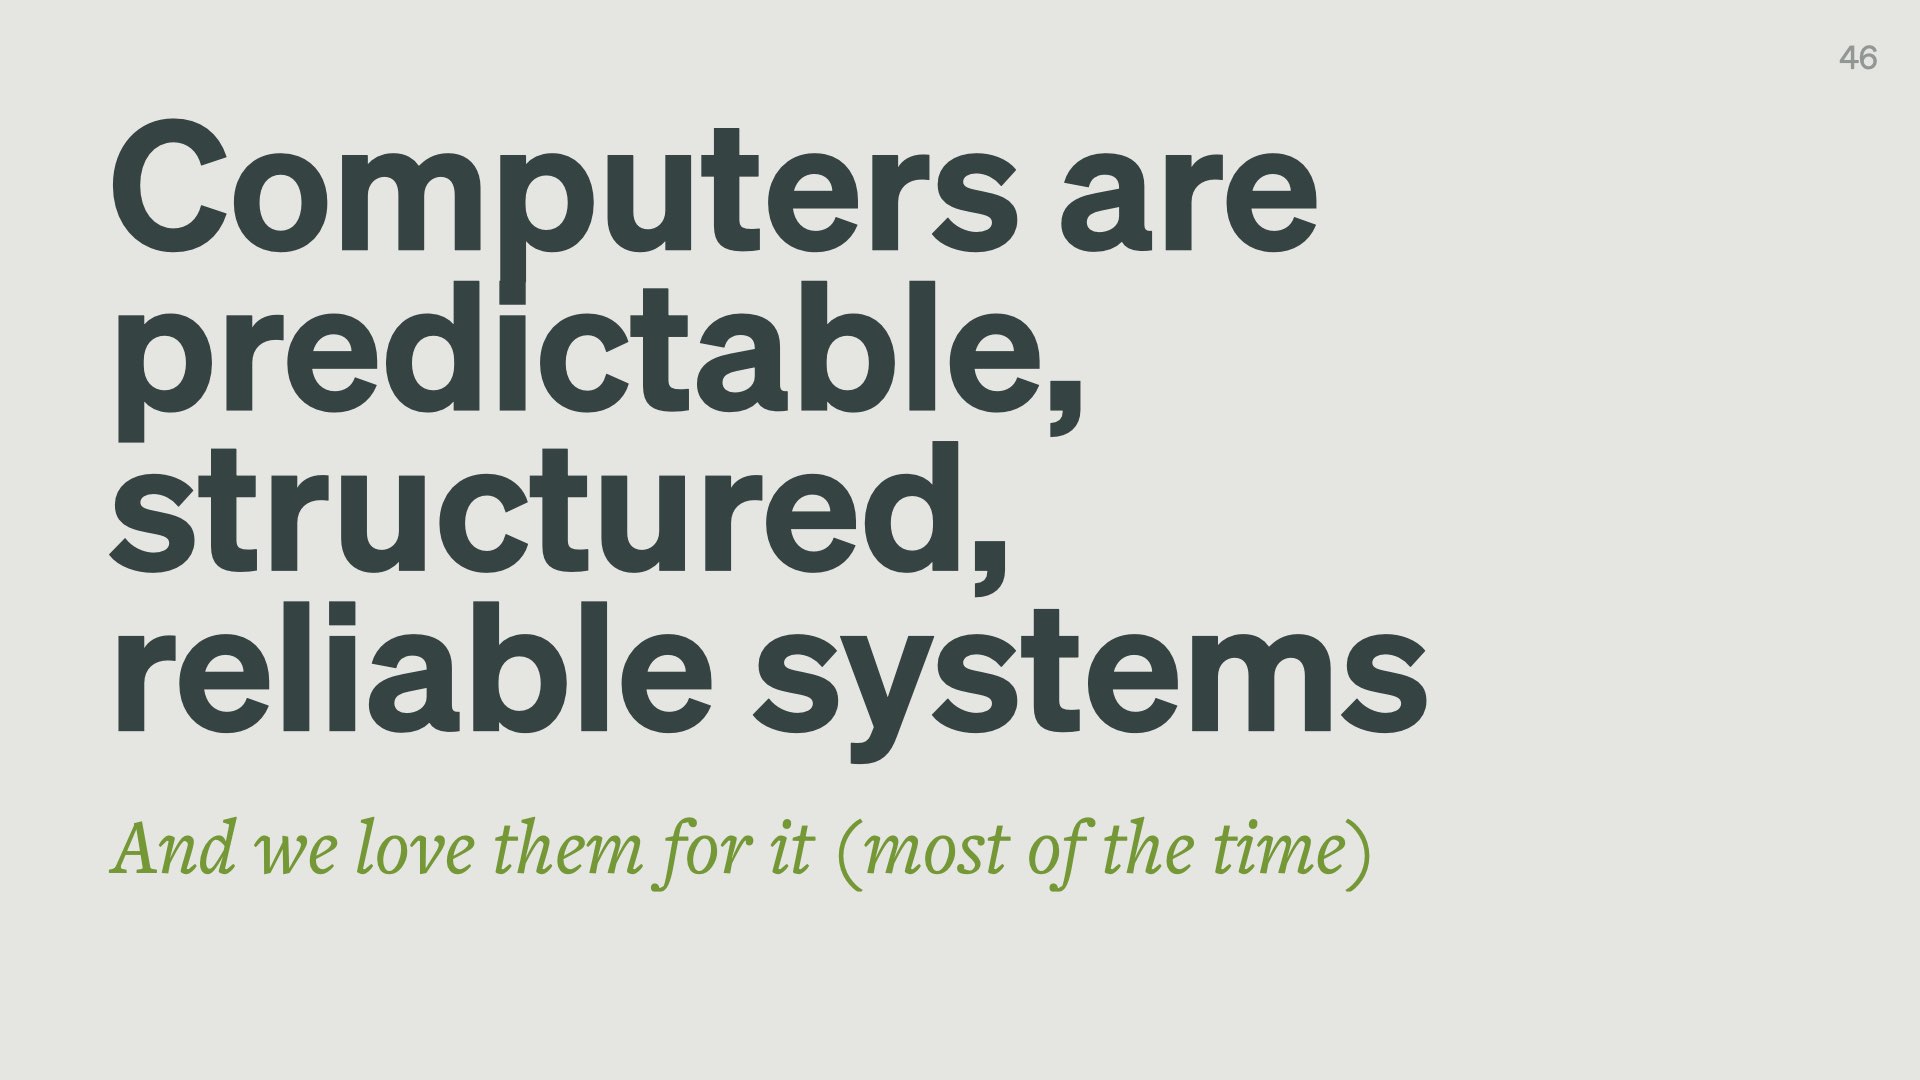 46
Computers are
predictable,
structured,
reliable systems
And we love them for it (most of the time)